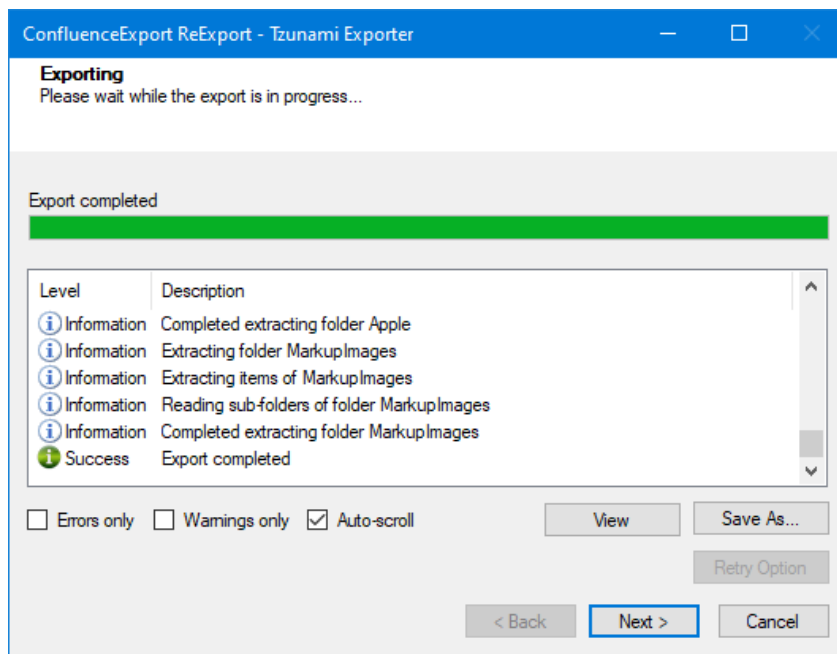 ConfluenceExport ReExport - Tzunami Exporter
Exporting
Please wait while the export is in progress...
Export completed
Level Description
Information Completed extracting folder Apple
Information Extracting folder MarkupImages
Information Extracting items of MarkupImages
Information Reading sub-folders of folder MarkupImages
Information Completed extracting folder MarkupImages
Success Export completed
Errors only Warnings only Auto-scroll View Save As...
Retry Option
< Back Next > Cancel